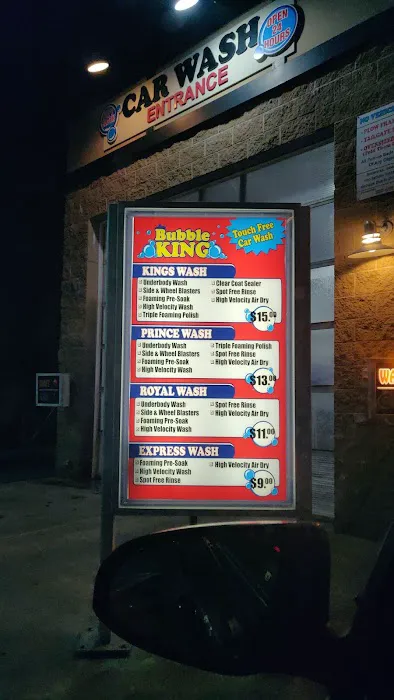 OPEN
24
HOURS
CAR WASH
ENTRANCE
Bubble
KING
Touch Free
Car Wash
KINGS WASH
Underbody Wash
Side & Wheel Blasters
Foaming Pre-Soak
High Velocity Wash
Triple Foaming Polish
Clear Coat Sealer
Spot Free Rinse
High Velocity Air Dry
$15.00
PRINCE WASH
Underbody Wash
Side & Wheel Blasters
Foaming Pre-Soak
High Velocity Wash
Triple Foaming Polish
Spot Free Rinse
High Velocity Air Dry
$13.00
ROYAL WASH
Underbody Wash
Side & Wheel Blasters
Foaming Pre-Soak
High Velocity Wash
Spot Free Rinse
High Velocity Air Dry
$11.00
EXPRESS WASH
Foaming Pre-Soak
High Velocity Wash
Spot Free Rinse
High Velocity Air Dry
$9.00
WA